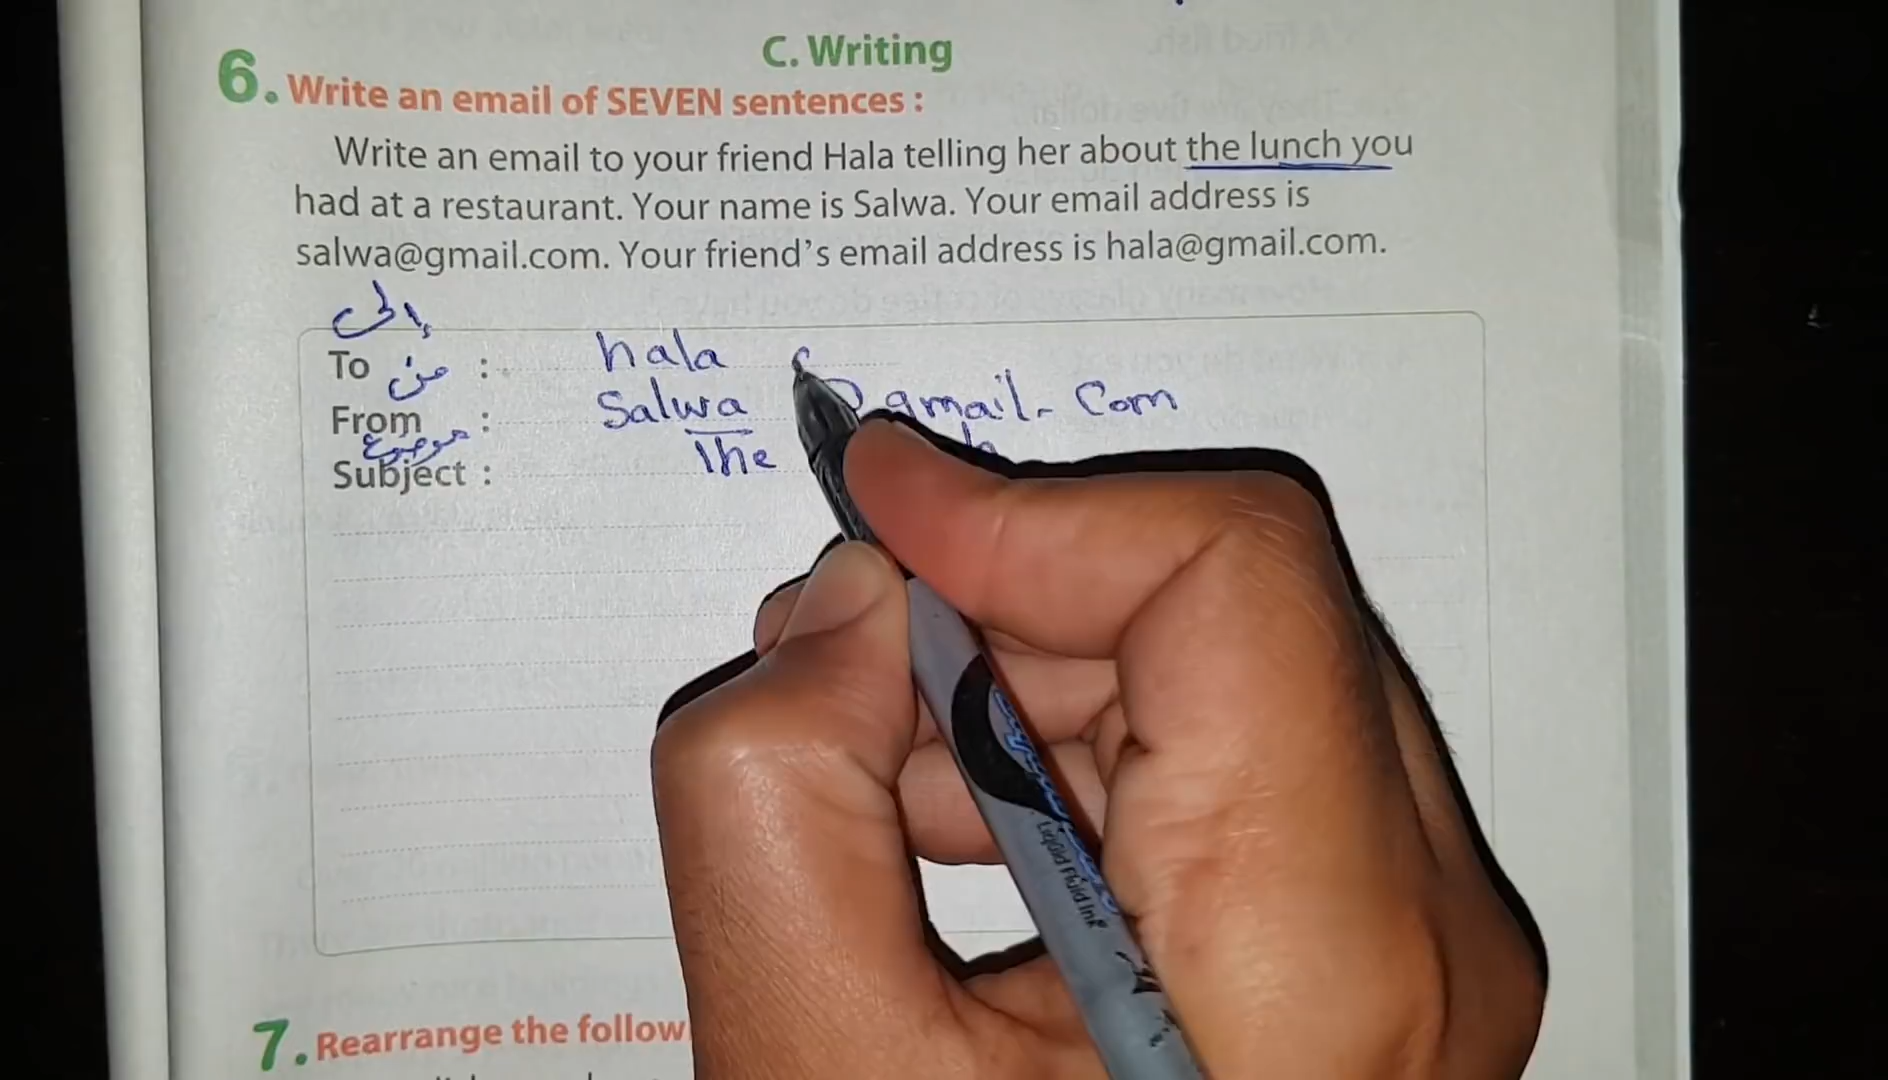 C. Writing
6. Write an email of SEVEN sentences :
Write an email to your friend Hala telling her about the lunch you
had at a restaurant. Your name is Salwa. Your email address is
salwa@gmail.com. Your friend's email address is hala@gmail.com.
إلى
To : hala
من
From : Salwa @gmail. Com
موضوع
Subject : The
7. Rearrange the follow
Liquid Fluid Ink